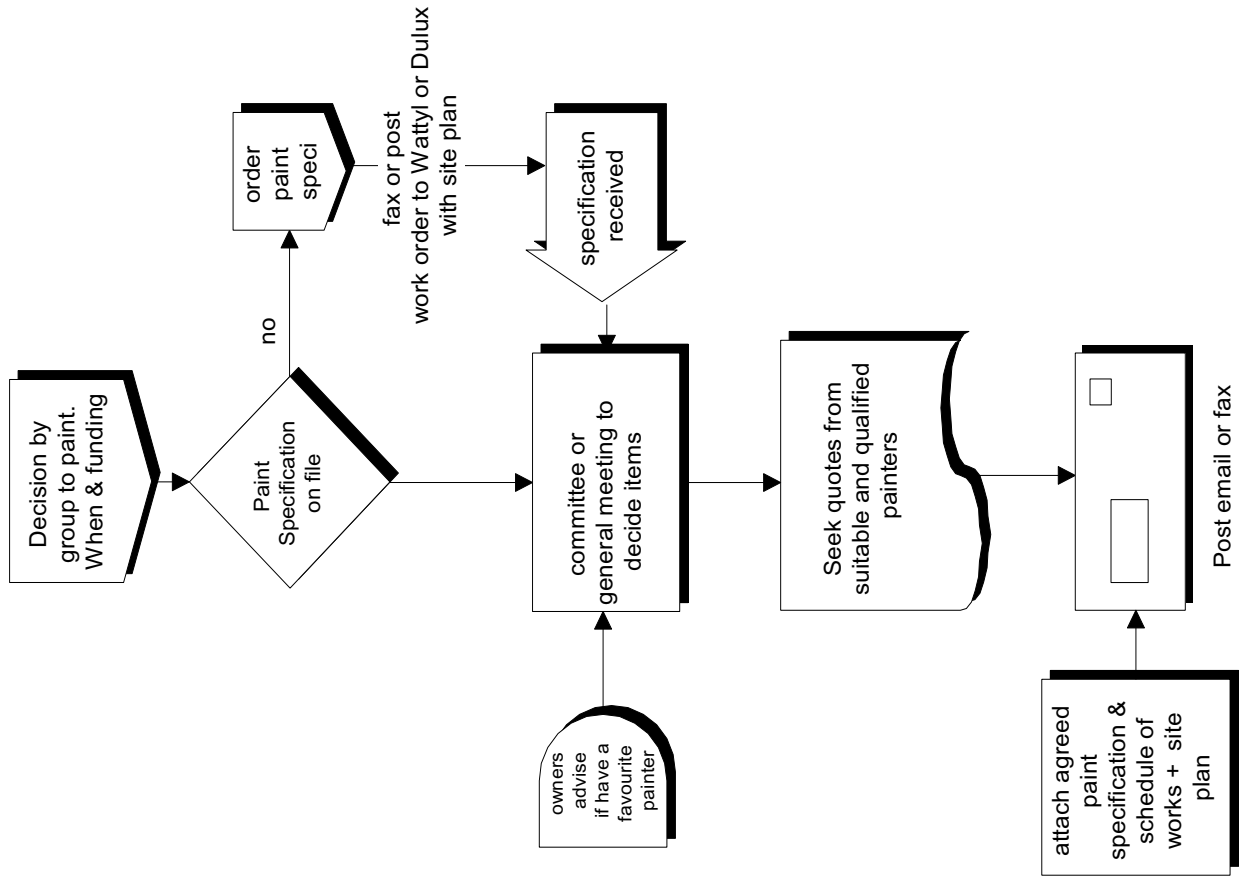 Decision by
group to paint.
When & funding
Paint
Specification
on file
no
order
paint
speci
fax or post
work order to Wattyl or Dulux
with site plan
specification
received
committee or
general meeting to
decide items
owners
advise
if have a
favourite
painter
Seek quotes from
suitable and qualified
painters
attach agreed
paint
specification &
schedule of
works + site
plan
Post email or fax